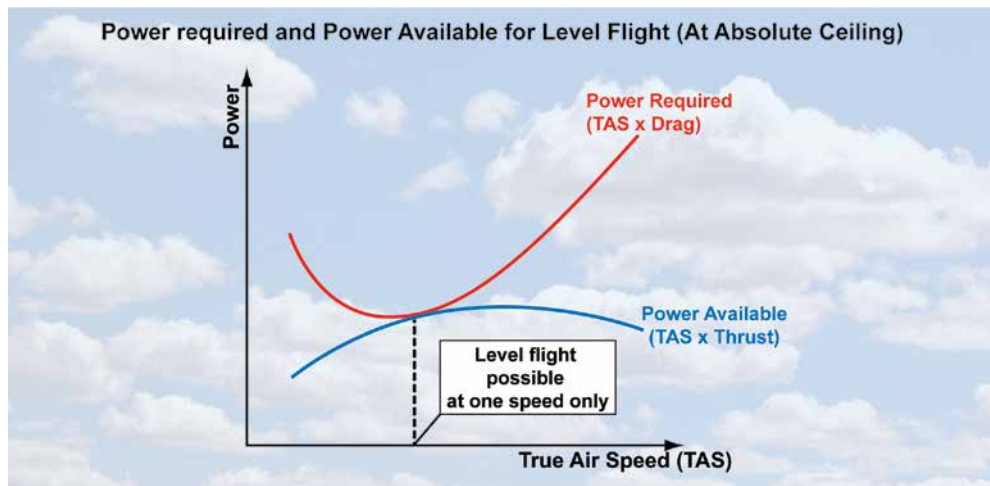 Power required and Power Available for Level Flight (At Absolute Ceiling)
Power
Power Required
(TAS x Drag)
Power Available
(TAS x Thrust)
Level flight
possible
at one speed only
True Air Speed (TAS)